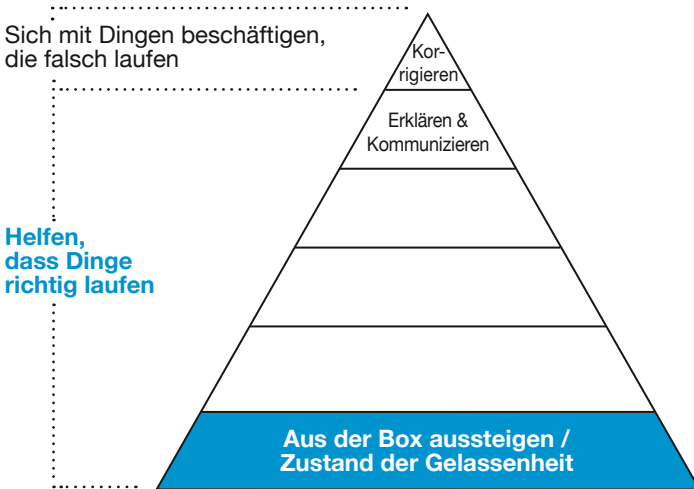 Sich mit Dingen beschäftigen,
die falsch laufen
Kor-
rigieren
Erklären &
Kommunizieren
Helfen,
dass Dinge
richtig laufen
Aus der Box aussteigen /
Zustand der Gelassenheit